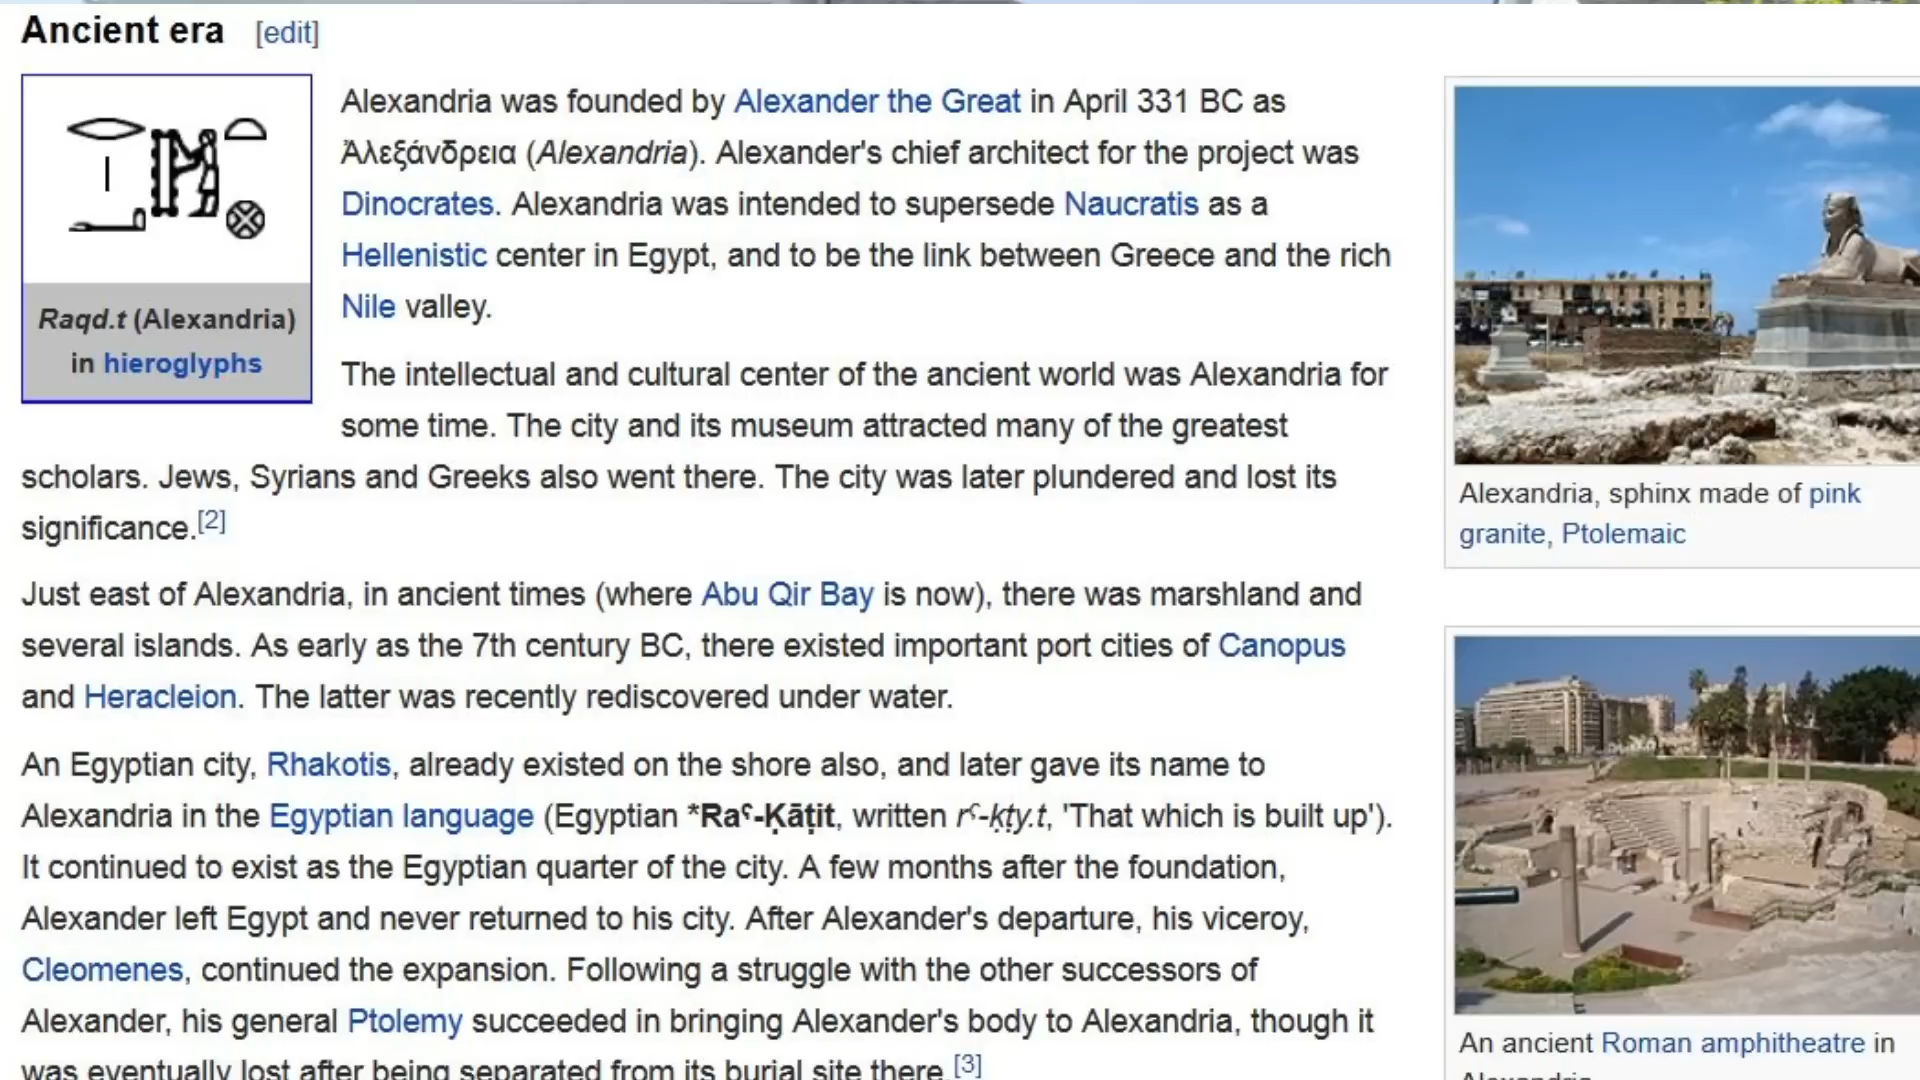 Ancient era [edit]
Raqd.t (Alexandria)
in hieroglyphs
Alexandria was founded by Alexander the Great in April 331 BC as
Ἀλεξάνδρεια (Alexandria). Alexander's chief architect for the project was
Dinocrates. Alexandria was intended to supersede Naucratis as a
Hellenistic center in Egypt, and to be the link between Greece and the rich
Nile valley.
The intellectual and cultural center of the ancient world was Alexandria for
some time. The city and its museum attracted many of the greatest
scholars. Jews, Syrians and Greeks also went there. The city was later plundered and lost its
significance.[2]
Just east of Alexandria, in ancient times (where Abu Qir Bay is now), there was marshland and
several islands. As early as the 7th century BC, there existed important port cities of Canopus
and Heracleion. The latter was recently rediscovered under water.
An Egyptian city, Rhakotis, already existed on the shore also, and later gave its name to
Alexandria in the Egyptian language (Egyptian *Raˁ-Ḳāṭit, written rˁ-ḳṭy.t, 'That which is built up').
It continued to exist as the Egyptian quarter of the city. A few months after the foundation,
Alexander left Egypt and never returned to his city. After Alexander's departure, his viceroy,
Cleomenes, continued the expansion. Following a struggle with the other successors of
Alexander, his general Ptolemy succeeded in bringing Alexander's body to Alexandria, though it
was eventually lost after being separated from its burial site there.[3]
Alexandria, sphinx made of pink
granite, Ptolemaic
An ancient Roman amphitheatre in
Alexandria